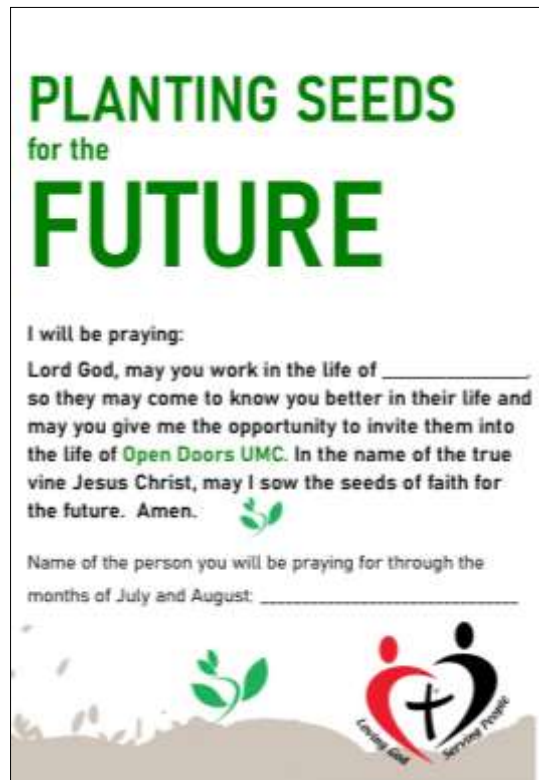 PLANTING SEEDS
for the
FUTURE
I will be praying:
Lord God, may you work in the life of ______________,
so they may come to know you better in their life and
may you give me the opportunity to invite them into
the life of Open Doors UMC. In the name of the true
vine Jesus Christ, may I sow the seeds of faith for
the future. Amen.
Name of the person you will be praying for through the
months of July and August: ______________________________
Loving God
Serving People